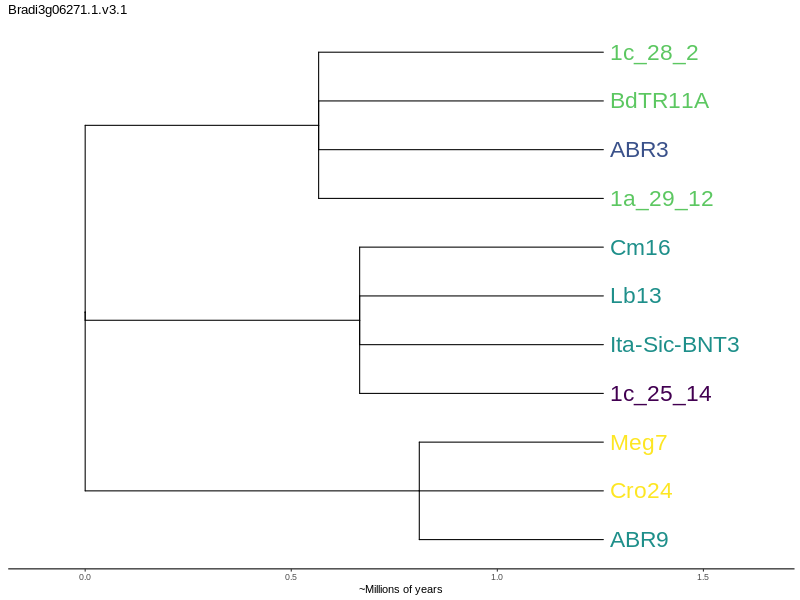 Bradi3g06271.1.v3.1
1c_28_2
BdTR11A
ABR3
1a_29_12
Cm16
Lb13
Ita-Sic-BNT3
1c_25_14
Meg7
Cro24
ABR9
0.0 0.5 1.0 1.5
~Millions of years